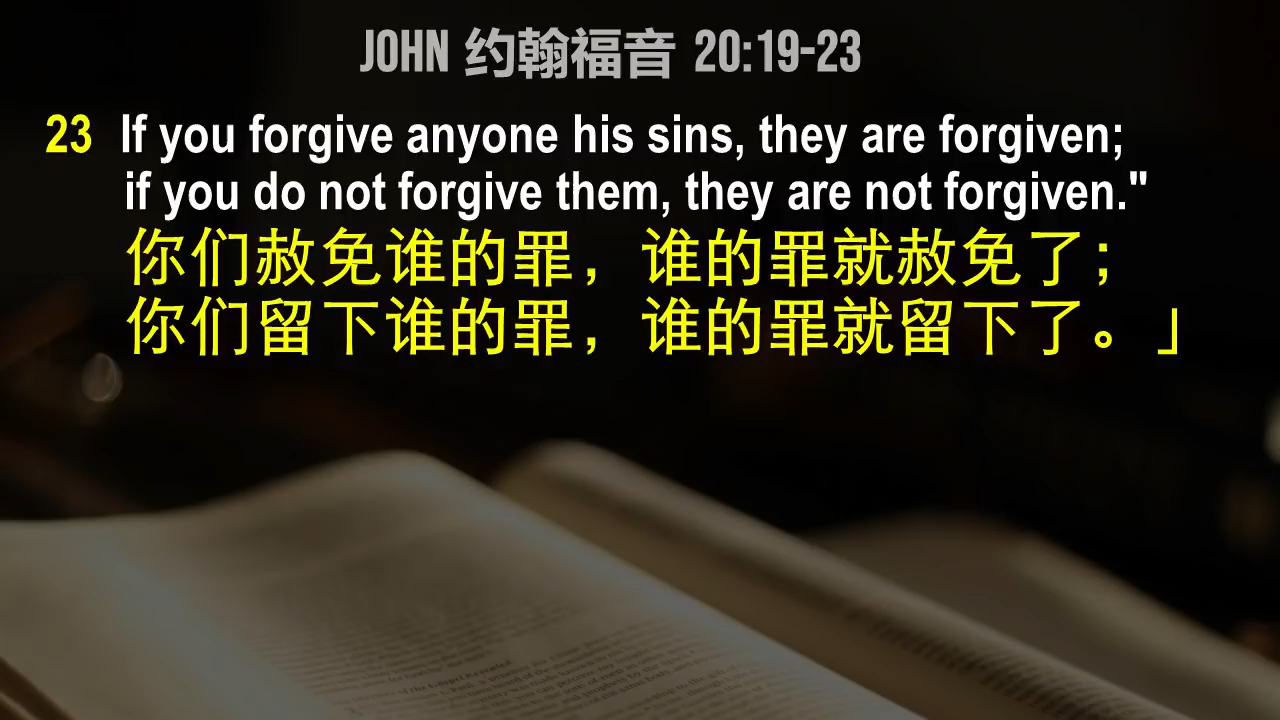 JOHN 约翰福音 20:19-23
23 If you forgive anyone his sins, they are forgiven;
if you do not forgive them, they are not forgiven."
你们赦免谁的罪，谁的罪就赦免了；
你们留下谁的罪，谁的罪就留下了。」